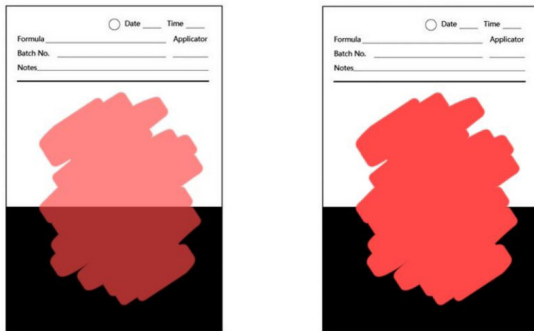 Date Time
Formula Applicator
Batch No.
Notes
Date Time
Formula Applicator
Batch No.
Notes